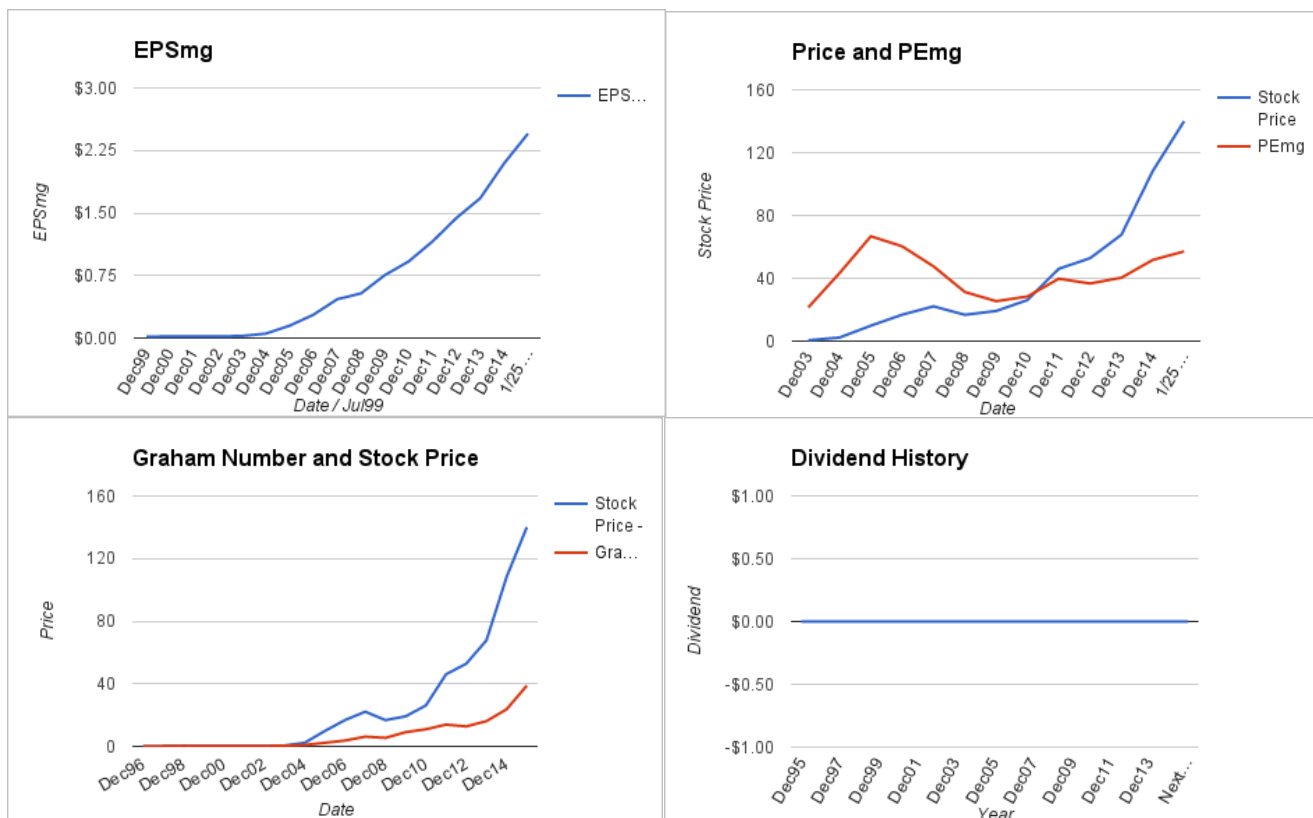 EPSmg
$3.00
$2.25
$1.50
$0.75
$0.00
EPSmg
EPS...
Dec99
Dec00
Dec01
Dec02
Dec03
Dec04
Dec05
Dec06
Dec07
Dec08
Dec09
Dec10
Dec11
Dec12
Dec13
Dec14
1/25 ...
Date / Jul99
Price and PEmg
160
120
80
40
0
Stock Price
Stock
Price
PEmg
Dec03
Dec04
Dec05
Dec06
Dec07
Dec08
Dec09
Dec10
Dec11
Dec12
Dec13
Dec14
1/25 ...
Date
Graham Number and Stock Price
160
120
80
40
0
Price
Stock
Price -
Gra...
Dec96
Dec98
Dec00
Dec02
Dec04
Dec06
Dec08
Dec10
Dec12
Dec14
Date
Dividend History
$1.00
$0.50
$0.00
-$0.50
-$1.00
Dividend
Dec95
Dec97
Dec99
Dec01
Dec03
Dec05
Dec07
Dec09
Dec11
Dec13
Next...
Year